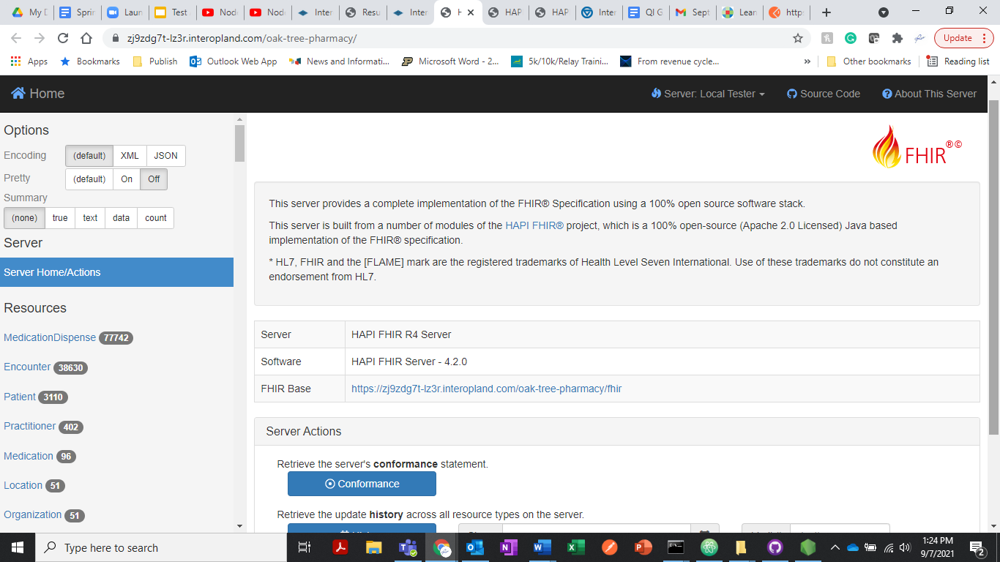 My D
Sprin
Laun
Test
Nod
Nod
Inter
Resu
Inter
H
HAP
HAP
Inter
QI G
Sept
Lear
http
zj9zdg7t-lz3r.interopland.com/oak-tree-pharmacy/
Update
Apps
Bookmarks
Publish
Outlook Web App
News and Informati...
Microsoft Word - 2...
5k/10k/Relay Traini...
From revenue cycle...
»
Other bookmarks
Reading list
Home
Server: Local Tester
Source Code
About This Server
Options
Encoding (default) XML JSON
Pretty (default) On Off
Summary
(none) true text data count
Server
Server Home/Actions
Resources
MedicationDispense 77742
Encounter 38630
Patient 3110
Practitioner 402
Medication 96
Location 51
Organization 51
FHIR®©
This server provides a complete implementation of the FHIR® Specification using a 100% open source software stack.
This server is built from a number of modules of the HAPI FHIR® project, which is a 100% open-source (Apache 2.0 Licensed) Java based
implementation of the FHIR® specification.
* HL7, FHIR and the [FLAME] mark are the registered trademarks of Health Level Seven International. Use of these trademarks do not constitute an
endorsement from HL7.
Server HAPI FHIR R4 Server
Software HAPI FHIR Server - 4.2.0
FHIR Base https://zj9zdg7t-lz3r.interopland.com/oak-tree-pharmacy/fhir
Server Actions
Retrieve the server's conformance statement.
Conformance
Retrieve the update history across all resource types on the server.
Type here to search
1:24 PM
9/7/2021
2